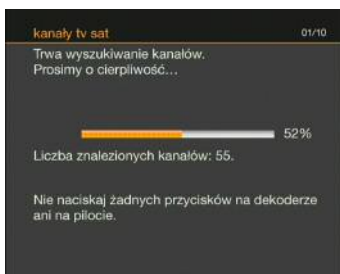 kanały tv sat 01/10
Trwa wyszukiwanie kanałów.
Prosimy o cierpliwość...
52%
Liczba znalezionych kanałów: 55.
Nie naciskaj żadnych przycisków na dekoderze
ani na pilocie.